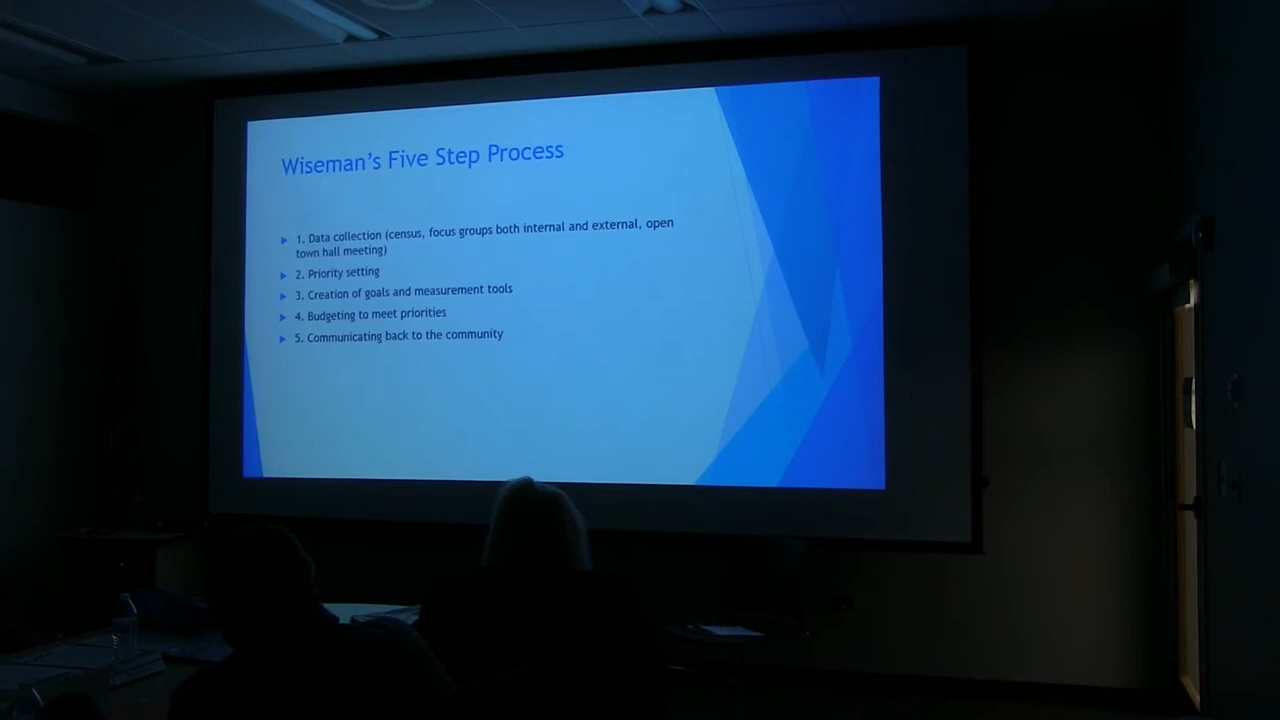 Wiseman's Five Step Process
1. Data collection (census, focus groups both internal and external, open
town hall meeting)
2. Priority setting
3. Creation of goals and measurement tools
4. Budgeting to meet priorities
5. Communicating back to the community